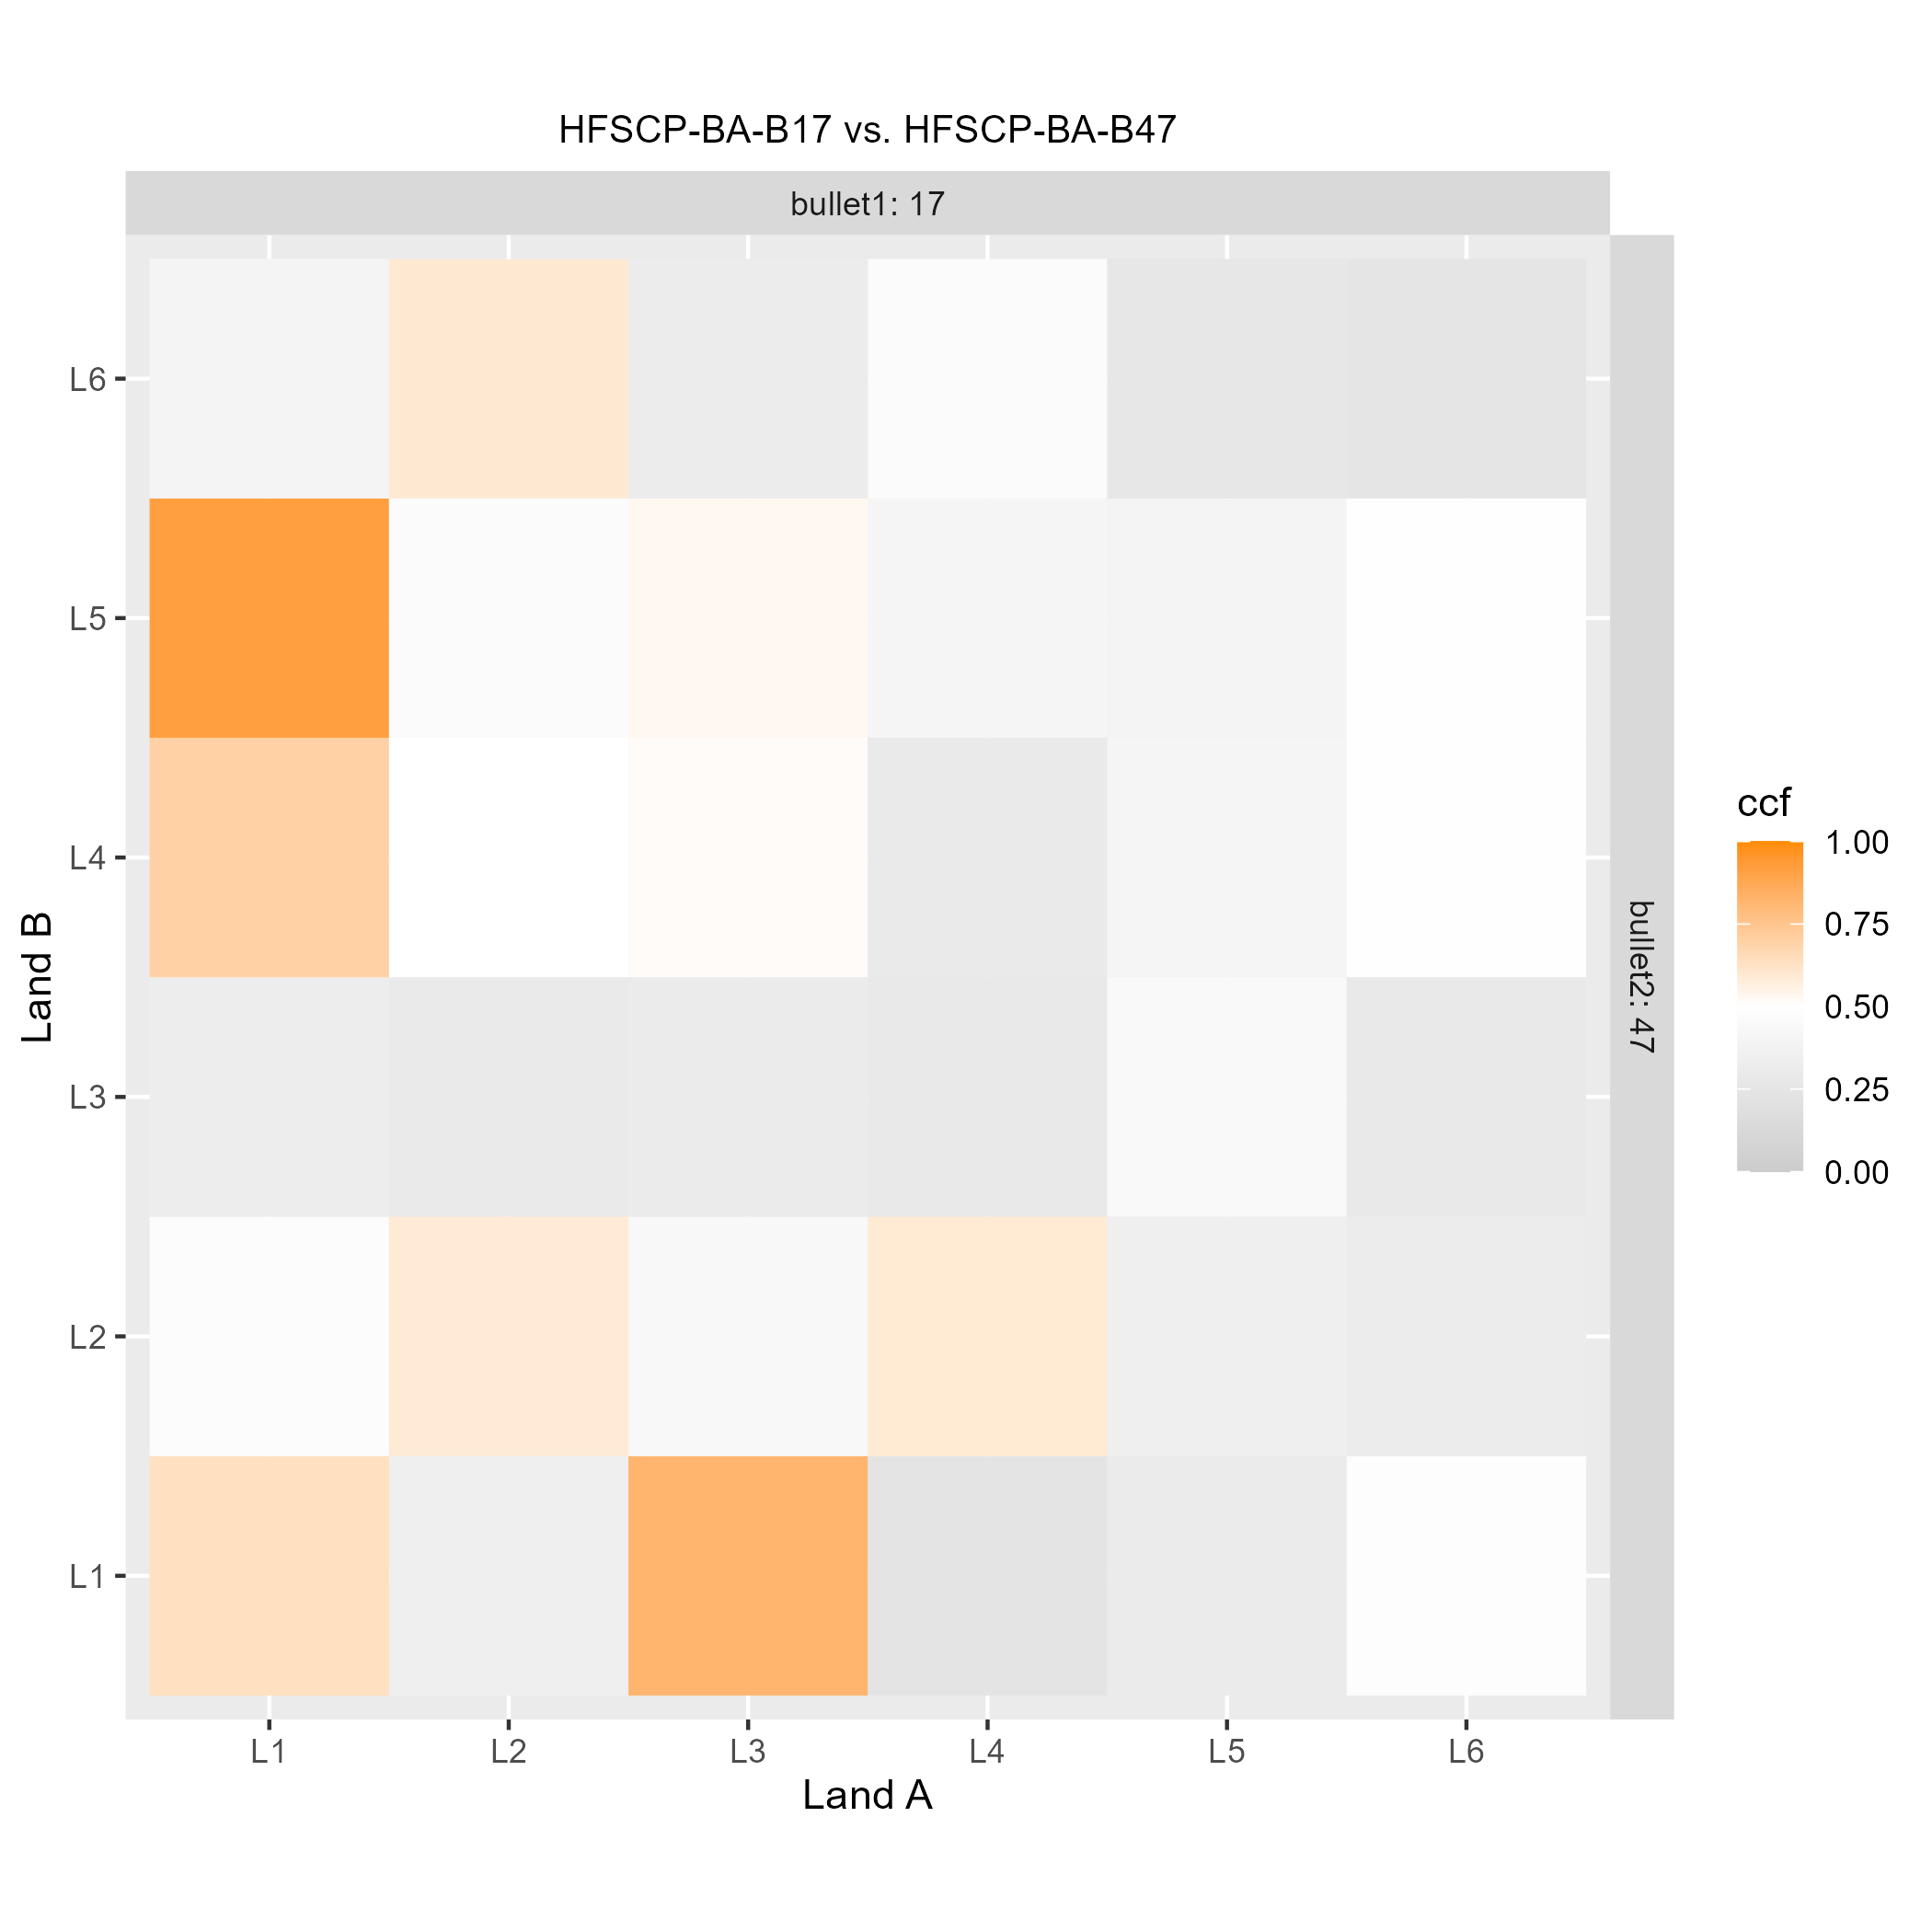 HFSCP-BA-B17 vs. HFSCP-BA-B47
bullet1: 17
L6
L5
L4
L3
L2
L1
Land B
bullet2: 47
L1 L2 L3 L4 L5 L6
Land A
ccf
1.00
0.75
0.50
0.25
0.00